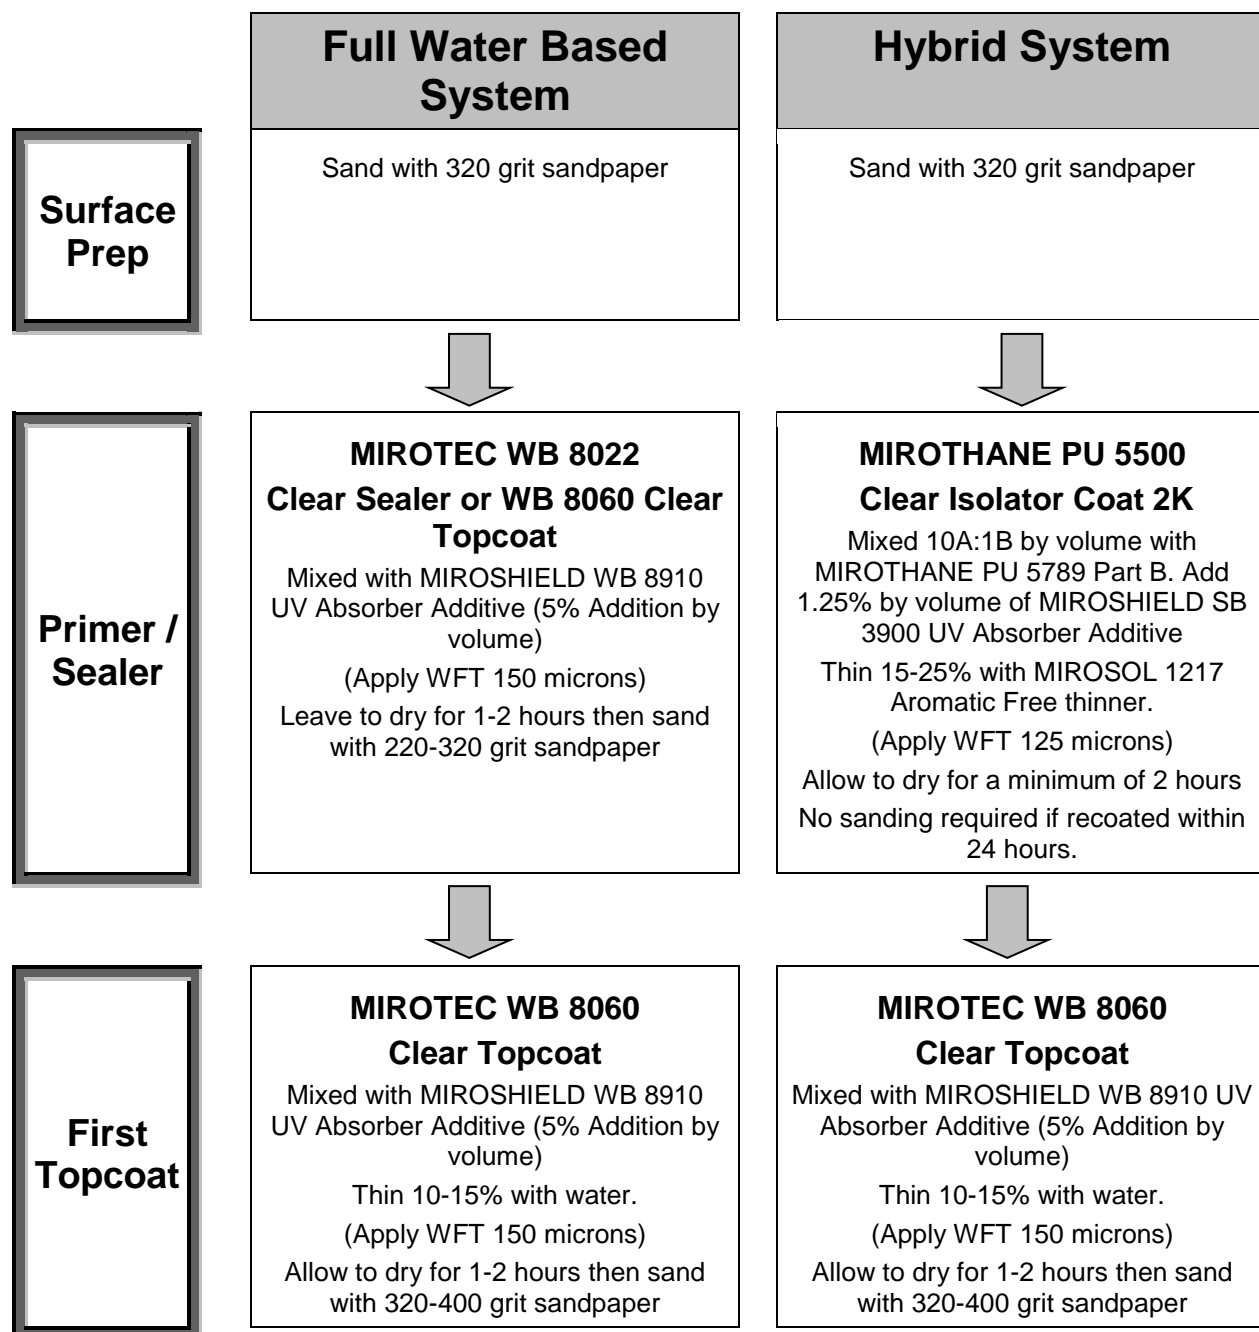 Full Water Based
System
Hybrid System
Surface
Prep
Sand with 320 grit sandpaper
Sand with 320 grit sandpaper
Primer /
Sealer
MIROTEC WB 8022
Clear Sealer or WB 8060 Clear
Topcoat
Mixed with MIROSHIELD WB 8910
UV Absorber Additive (5% Addition by
volume)
(Apply WFT 150 microns)
Leave to dry for 1-2 hours then sand
with 220-320 grit sandpaper
MIROTHANE PU 5500
Clear Isolator Coat 2K
Mixed 10A:1B by volume with
MIROTHANE PU 5789 Part B. Add
1.25% by volume of MIROSHIELD SB
3900 UV Absorber Additive
Thin 15-25% with MIROSOL 1217
Aromatic Free thinner.
(Apply WFT 125 microns)
Allow to dry for a minimum of 2 hours
No sanding required if recoated within
24 hours.
First
Topcoat
MIROTEC WB 8060
Clear Topcoat
Mixed with MIROSHIELD WB 8910
UV Absorber Additive (5% Addition by
volume)
Thin 10-15% with water.
(Apply WFT 150 microns)
Allow to dry for 1-2 hours then sand
with 320-400 grit sandpaper
MIROTEC WB 8060
Clear Topcoat
Mixed with MIROSHIELD WB 8910 UV
Absorber Additive (5% Addition by
volume)
Thin 10-15% with water.
(Apply WFT 150 microns)
Allow to dry for 1-2 hours then sand
with 320-400 grit sandpaper